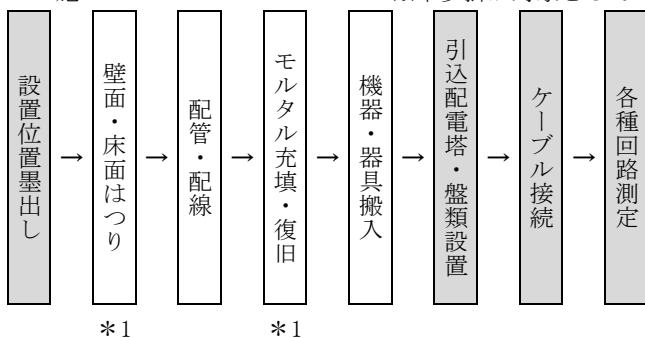 設置位置墨出し
→
壁面・床面はつり
→
配管・配線
→
モルタル充填・復旧
→
機器・器具搬入
→
引込配電塔・盤類設置
→
ケーブル接続
→
各種回路測定
*1
*1